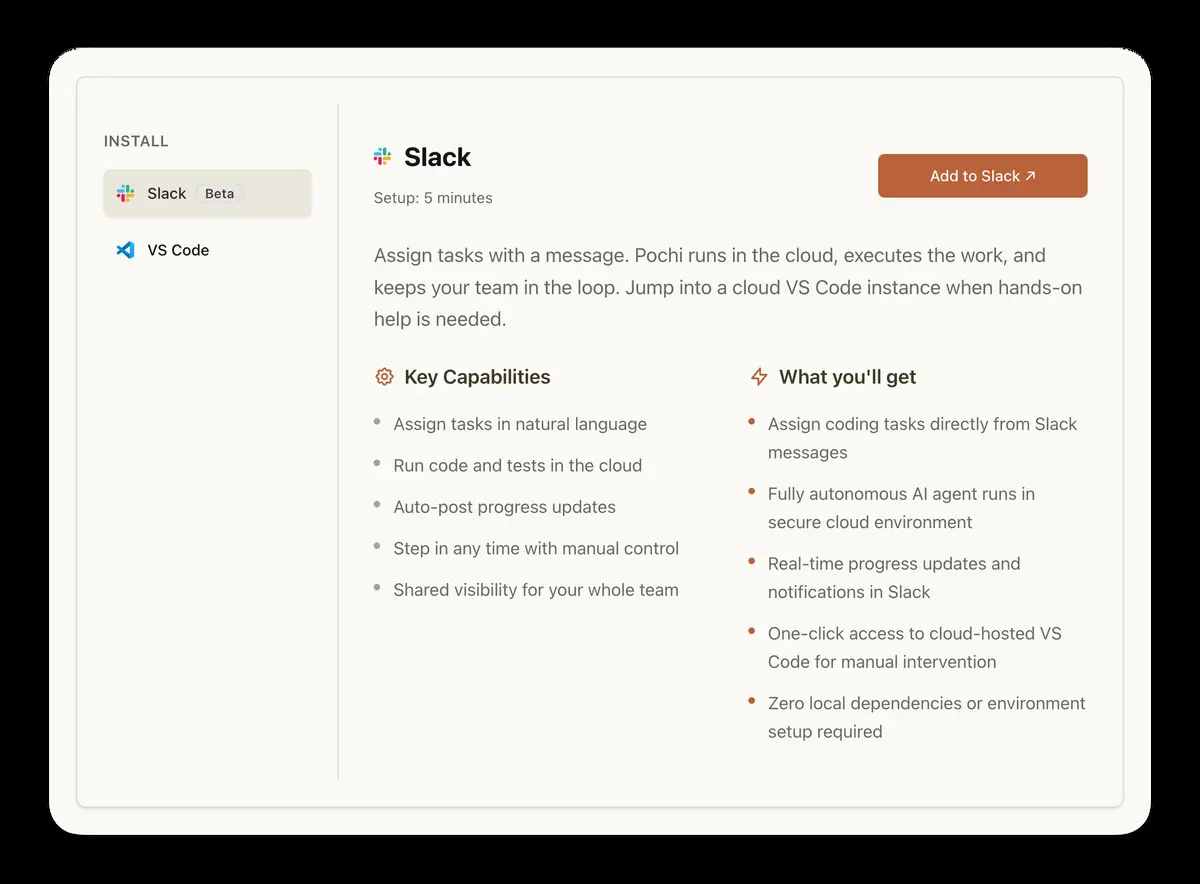 INSTALL
Slack Beta
VS Code
Slack
Setup: 5 minutes
Add to Slack ↗
Assign tasks with a message. Pochi runs in the cloud, executes the work, and
keeps your team in the loop. Jump into a cloud VS Code instance when hands-on
help is needed.
Key Capabilities
Assign tasks in natural language
Run code and tests in the cloud
Auto-post progress updates
Step in any time with manual control
Shared visibility for your whole team
What you'll get
Assign coding tasks directly from Slack
messages
Fully autonomous AI agent runs in
secure cloud environment
Real-time progress updates and
notifications in Slack
One-click access to cloud-hosted VS
Code for manual intervention
Zero local dependencies or environment
setup required